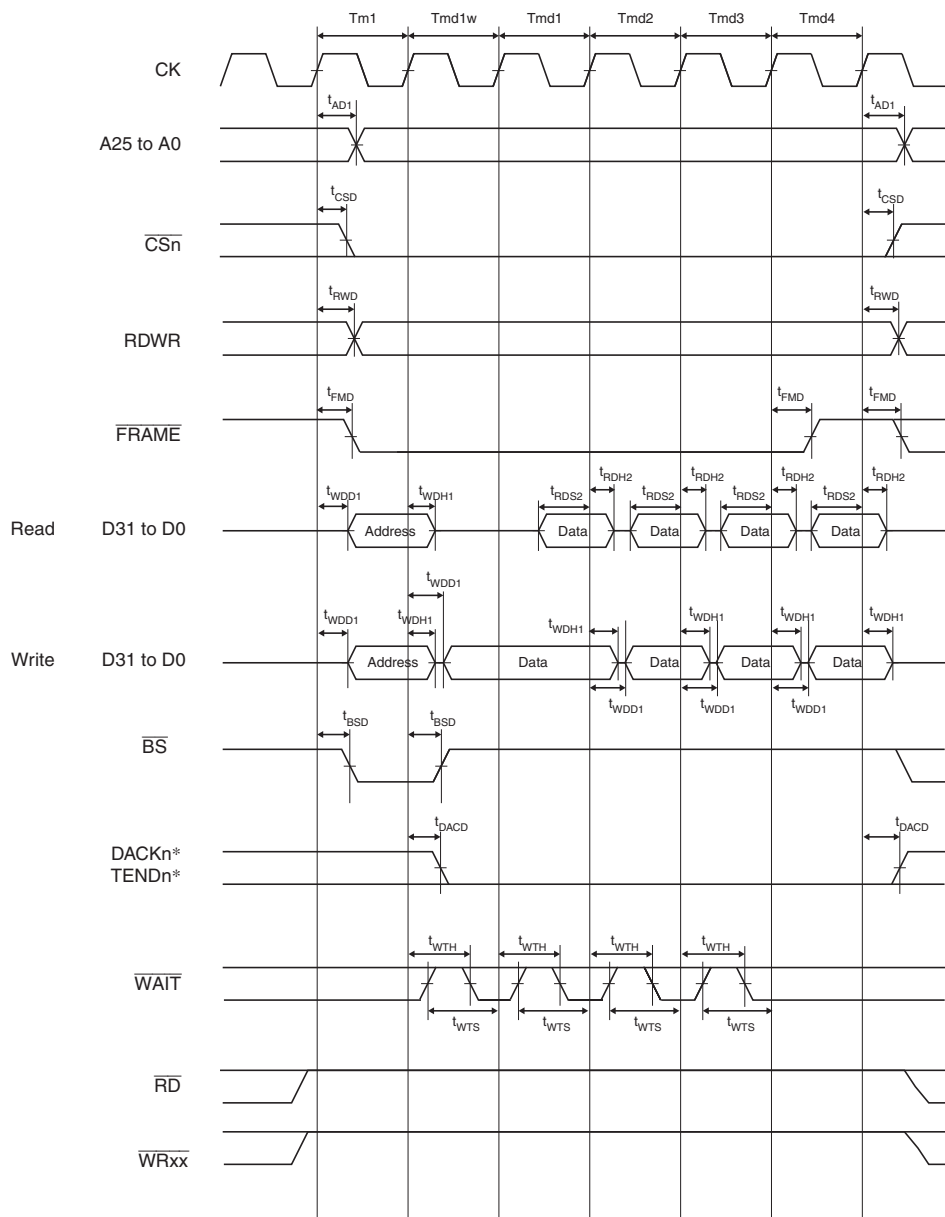 Tm1 Tmd1w Tmd1 Tmd2 Tmd3 Tmd4
CK
tAD1 tAD1
A25 to A0
tCSD tCSD
CSn
tRWD tRWD
RDWR
tFMD tFMD tFMD
FRAME
tWDD1 tWDH1 tRDS2 tRDH2 tRDS2 tRDH2 tRDS2 tRDH2 tRDS2 tRDH2
Read D31 to D0 Address Data Data Data Data
tWDD1
tWDD1 tWDH1 tWDH1 tWDH1 tWDH1 tWDH1
Write D31 to D0 Address Data Data Data Data
tWDD1 tWDD1 tWDD1
tBSD tBSD
BS
tDACD tDACD
DACKn*
TENDn*
tWTH tWTH tWTH tWTH
WAIT
tWTS tWTS tWTS tWTS
RD
WRxx